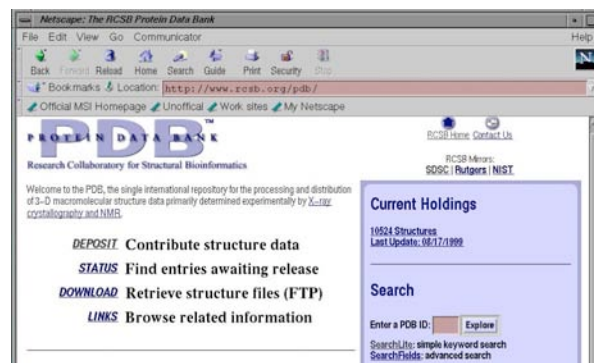 Netscape: The RCSB Protein Data Bank
File Edit View Go Communicator Help
Back Forward Reload Home Search Guide Print Security Stop
Bookmarks Location: http://www.rcsb.org/pdb/
Official MSI Homepage Unoffical Work sites My Netscape
PROTEIN DATA BANK
PDB
Research Collaboratory for Structural Bioinformatics
RCSB Home Contact Us
RCSB Mirrors:
SDSC | Rutgers | NIST
Welcome to the PDB, the single international repository for the processing and distribution
of 3-D macromolecular structure data primarily determined experimentally by X-ray
crystallography and NMR.
DEPOSIT Contribute structure data
STATUS Find entries awaiting release
DOWNLOAD Retrieve structure files (FTP)
LINKS Browse related information
Current Holdings
10524 Structures
Last Update: 08/17/1999
Search
Enter a PDB ID: Explore
SearchLite: simple keyword search
SearchFields: advanced search